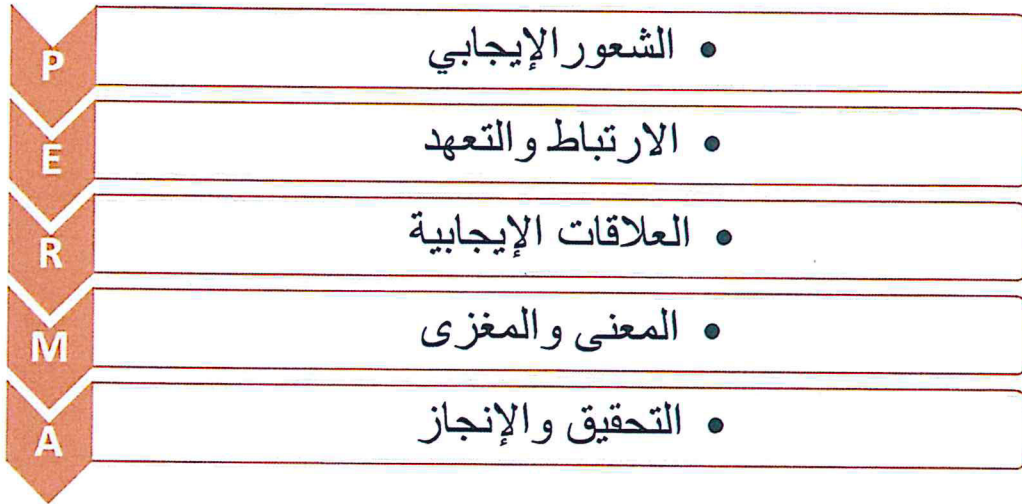 P
• الشعور الإيجابي
E
• الارتباط والتعهد
R
• العلاقات الإيجابية
M
• المعنى والمغزى
A
• التحقيق والإنجاز